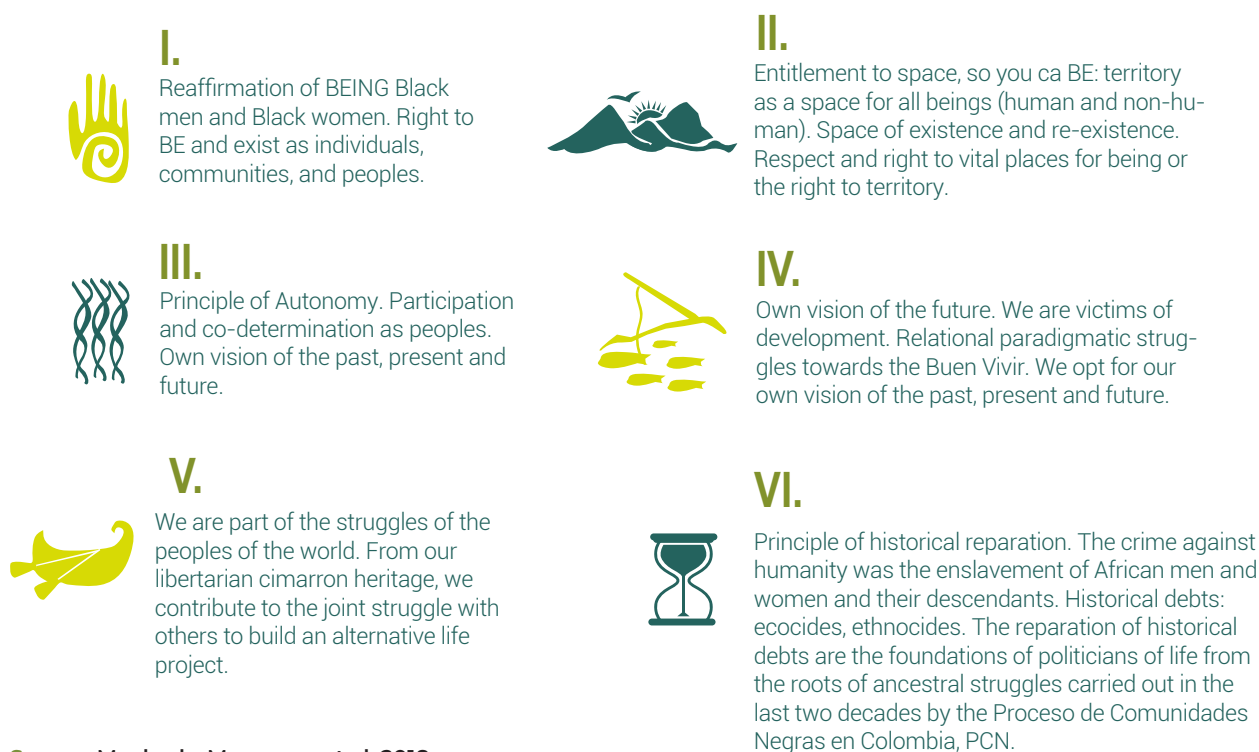 I.
Reaffirmation of BEING Black
men and Black women. Right to
BE and exist as individuals,
communities, and peoples.
II.
Entitlement to space, so you ca BE: territory
as a space for all beings (human and non-hu-
man). Space of existence and re-existence.
Respect and right to vital places for being or
the right to territory.
III.
Principle of Autonomy. Participation
and co-determination as peoples.
Own vision of the past, present and
future.
IV.
Own vision of the future. We are victims of
development. Relational paradigmatic strug-
gles towards the Buen Vivir. We opt for our
own vision of the past, present and future.
V.
We are part of the struggles of the
peoples of the world. From our
libertarian cimarron heritage, we
contribute to the joint struggle with
others to build an alternative life
project.
VI.
Principle of historical reparation. The crime against
humanity was the enslavement of African men and
women and their descendants. Historical debts:
ecocides, ethnocides. The reparation of historical
debts are the foundations of politicians of life from
the roots of ancestral struggles carried out in the
last two decades by the Proceso de Comunidades
Negras en Colombia, PCN.